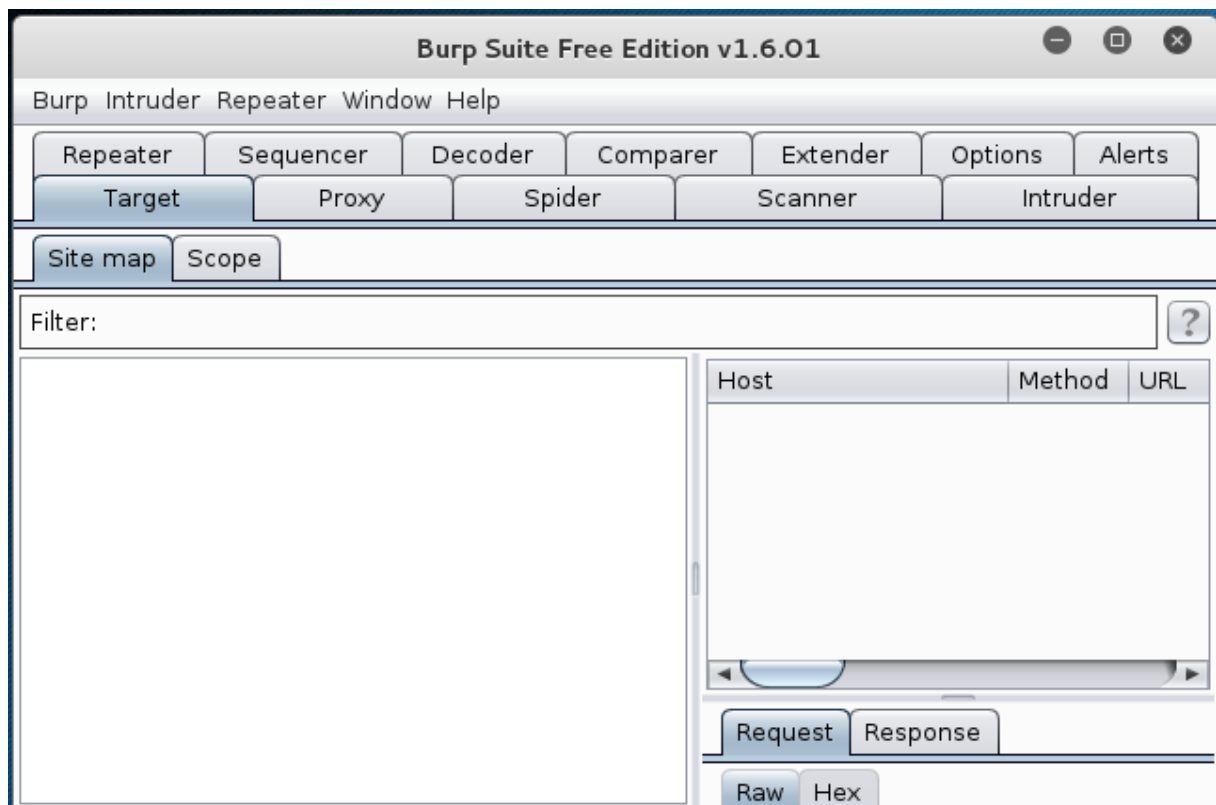 Burp Suite Free Edition v1.6.01
Burp Intruder Repeater Window Help
Repeater Sequencer Decoder Comparer Extender Options Alerts
Target Proxy Spider Scanner Intruder
Site map Scope
Filter:
?
Host Method URL
Request Response
Raw Hex